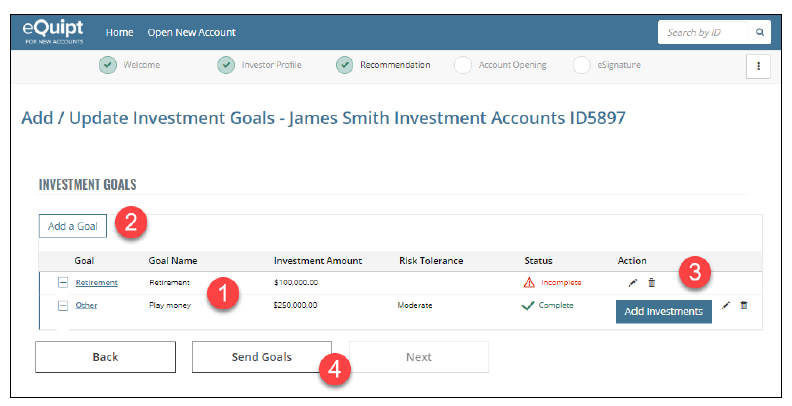 eQuipt
FOR NEW ACCOUNTS
Home Open New Account
Search by ID
Welcome Investor Profile Recommendation Account Opening eSignature
Add / Update Investment Goals - James Smith Investment Accounts ID5897
INVESTMENT GOALS
Add a Goal 2
Goal Goal Name Investment Amount Risk Tolerance Status Action
3
Retirement Retirement $100,000.00 Incomplete
1
Other Play money $250,000.00 Moderate Complete Add Investments
Back Send Goals Next
4